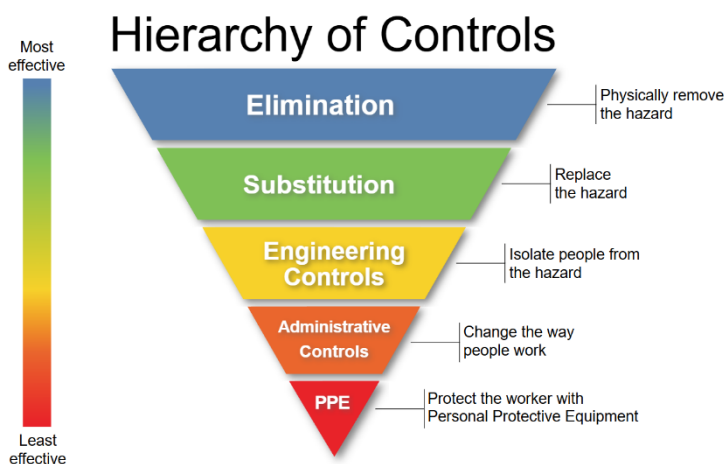 Hierarchy of Controls
Most
effective
Elimination
Physically remove
the hazard
Substitution
Replace
the hazard
Engineering
Controls
Isolate people from
the hazard
Administrative
Controls
Change the way
people work
PPE
Protect the worker with
Personal Protective Equipment
Least
effective